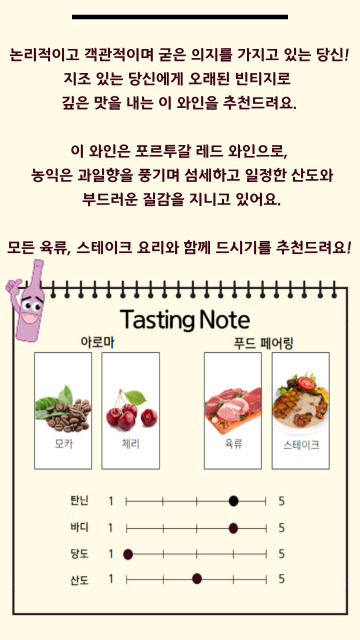 논리적이고 객관적이며 굳은 의지를 가지고 있는 당신!
지조 있는 당신에게 오래된 빈티지로
깊은 맛을 내는 이 와인을 추천드려요.
이 와인은 포르투갈 레드 와인으로,
농익은 과일향을 풍기며 섬세하고 일정한 산도와
부드러운 질감을 지니고 있어요.
모든 육류, 스테이크 요리와 함께 드시기를 추천드려요!
Tasting Note
아로마 푸드 페어링
모카 체리 육류 스테이크
탄닌 1 5
바디 1 5
당도 1 5
산도 1 5